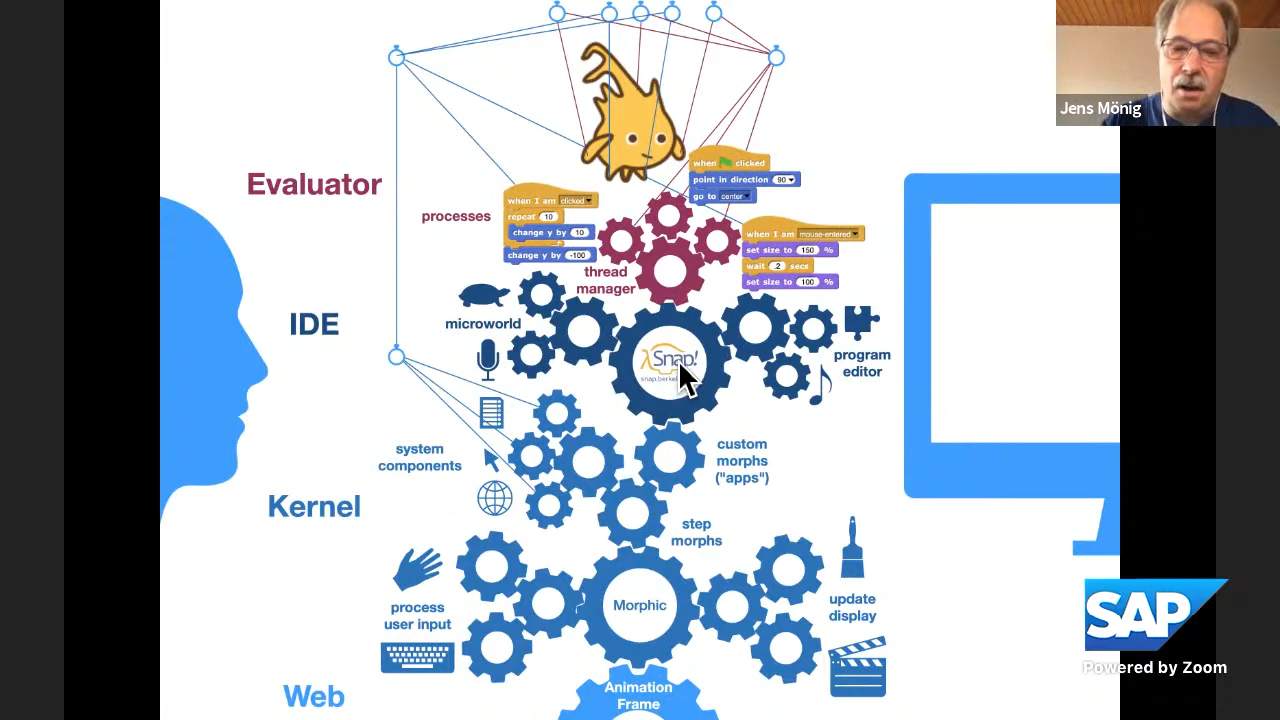 Jens Mönig
Evaluator
processes
when I am clicked
repeat 10
change y by 10
change y by -100
when clicked
point in direction 90
go to center
when I am mouse-entered
set size to 150 %
wait .2 secs
set size to 100 %
thread
manager
IDE
microworld
λSnap!
program
editor
system
components
custom
morphs
("apps")
Kernel
step
morphs
process
user input
Morphic
update
display
Web
Animation
Frame
SAP
Powered by Zoom